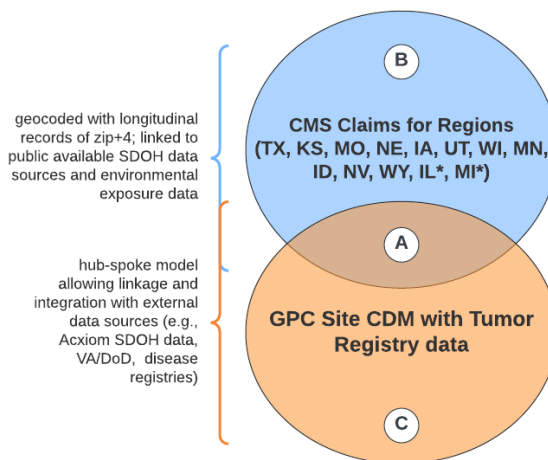 B
CMS Claims for Regions
(TX, KS, MO, NE, IA, UT, WI, MN,
ID, NV, WY, IL*, MI*)
geocoded with longitudinal
records of zip+4; linked to
public available SDOH data
sources and environmental
exposure data
A
hub-spoke model
allowing linkage and
integration with external
data sources (e.g.,
Acxiom SDOH data,
VA/DoD, disease
registries)
GPC Site CDM with Tumor
Registry data
C